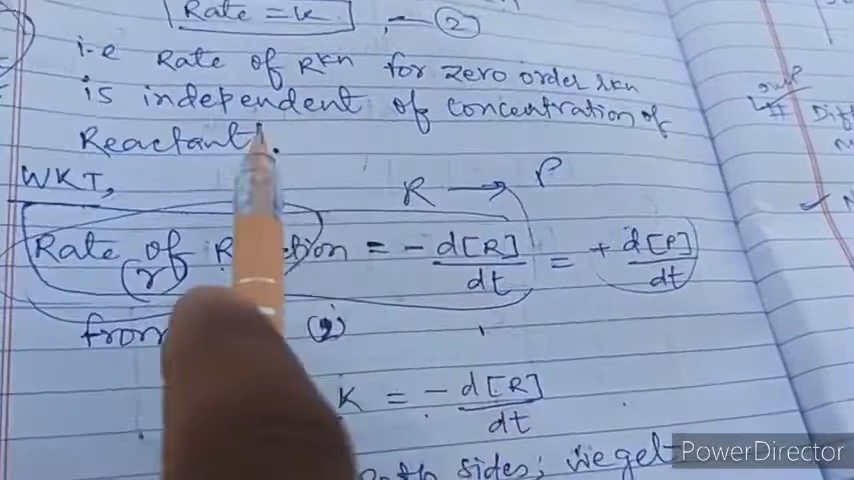 Rate = K — ②
i-e Rate of Rxn for zero order rxn
is independent of concentration of
Reactant.
WKT,
R → P
Rate of = - d[R]/dt = + d[P]/dt
(r)
from (2)
K = - d[R]/dt
sides; we get
PowerDirector